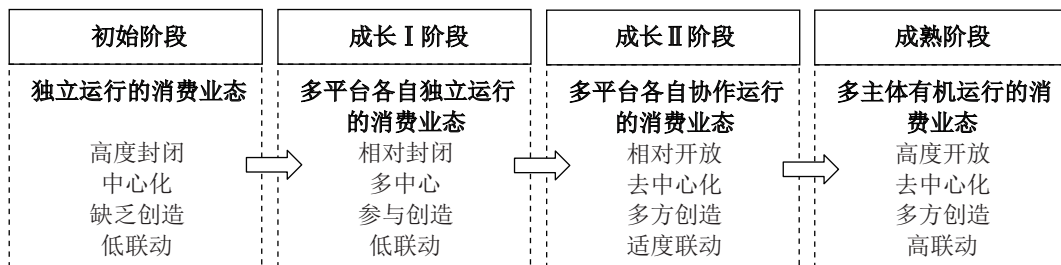 初始阶段
独立运行的消费业态
高度封闭
中心化
缺乏创造
低联动
成长Ⅰ阶段
多平台各自独立运行
的消费业态
相对封闭
多中心
参与创造
低联动
成长Ⅱ阶段
多平台各自协作运行
的消费业态
相对开放
去中心化
多方创造
适度联动
成熟阶段
多主体有机运行的消
费业态
高度开放
去中心化
多方创造
高联动